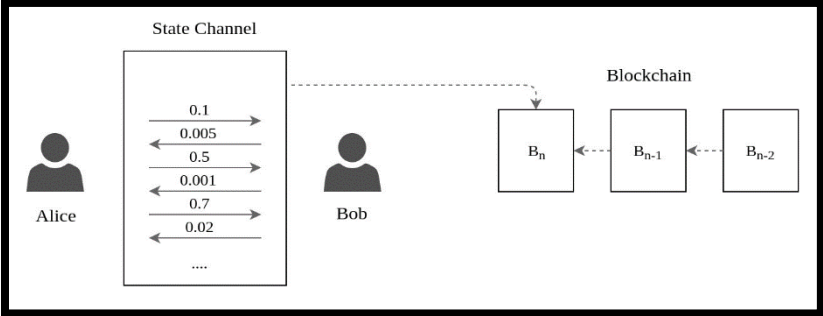 State Channel
0.1
0.005
0.5
0.001
0.7
0.02
....
Alice
Bob
Blockchain
Bn
Bn-1
Bn-2